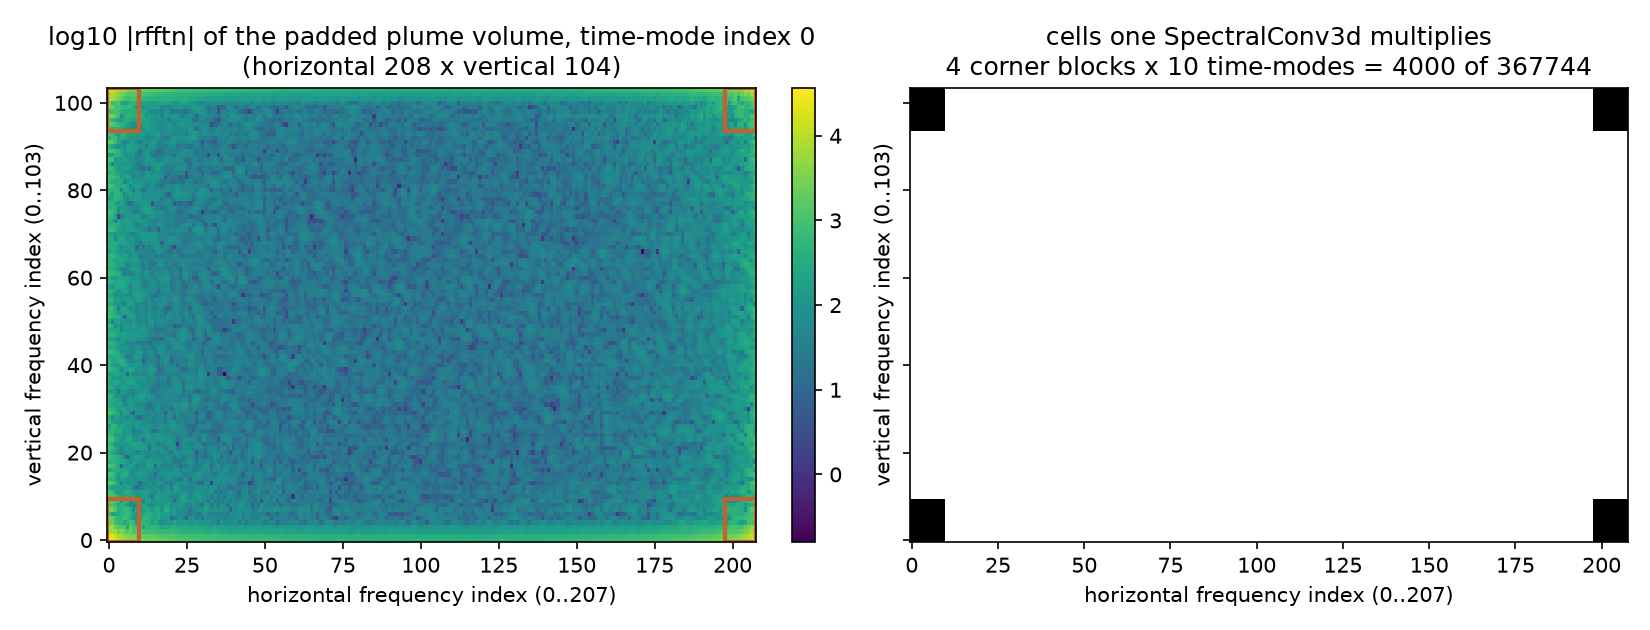 log10 |rfftn| of the padded plume volume, time-mode index 0
(horizontal 208 x vertical 104)
100
80
60
40
20
0
vertical frequency index (0..103)
0 25 50 75 100 125 150 175 200
horizontal frequency index (0..207)
4
3
2
1
0
cells one SpectralConv3d multiplies
4 corner blocks x 10 time-modes = 4000 of 367744
vertical frequency index (0..103)
0 25 50 75 100 125 150 175 200
horizontal frequency index (0..207)